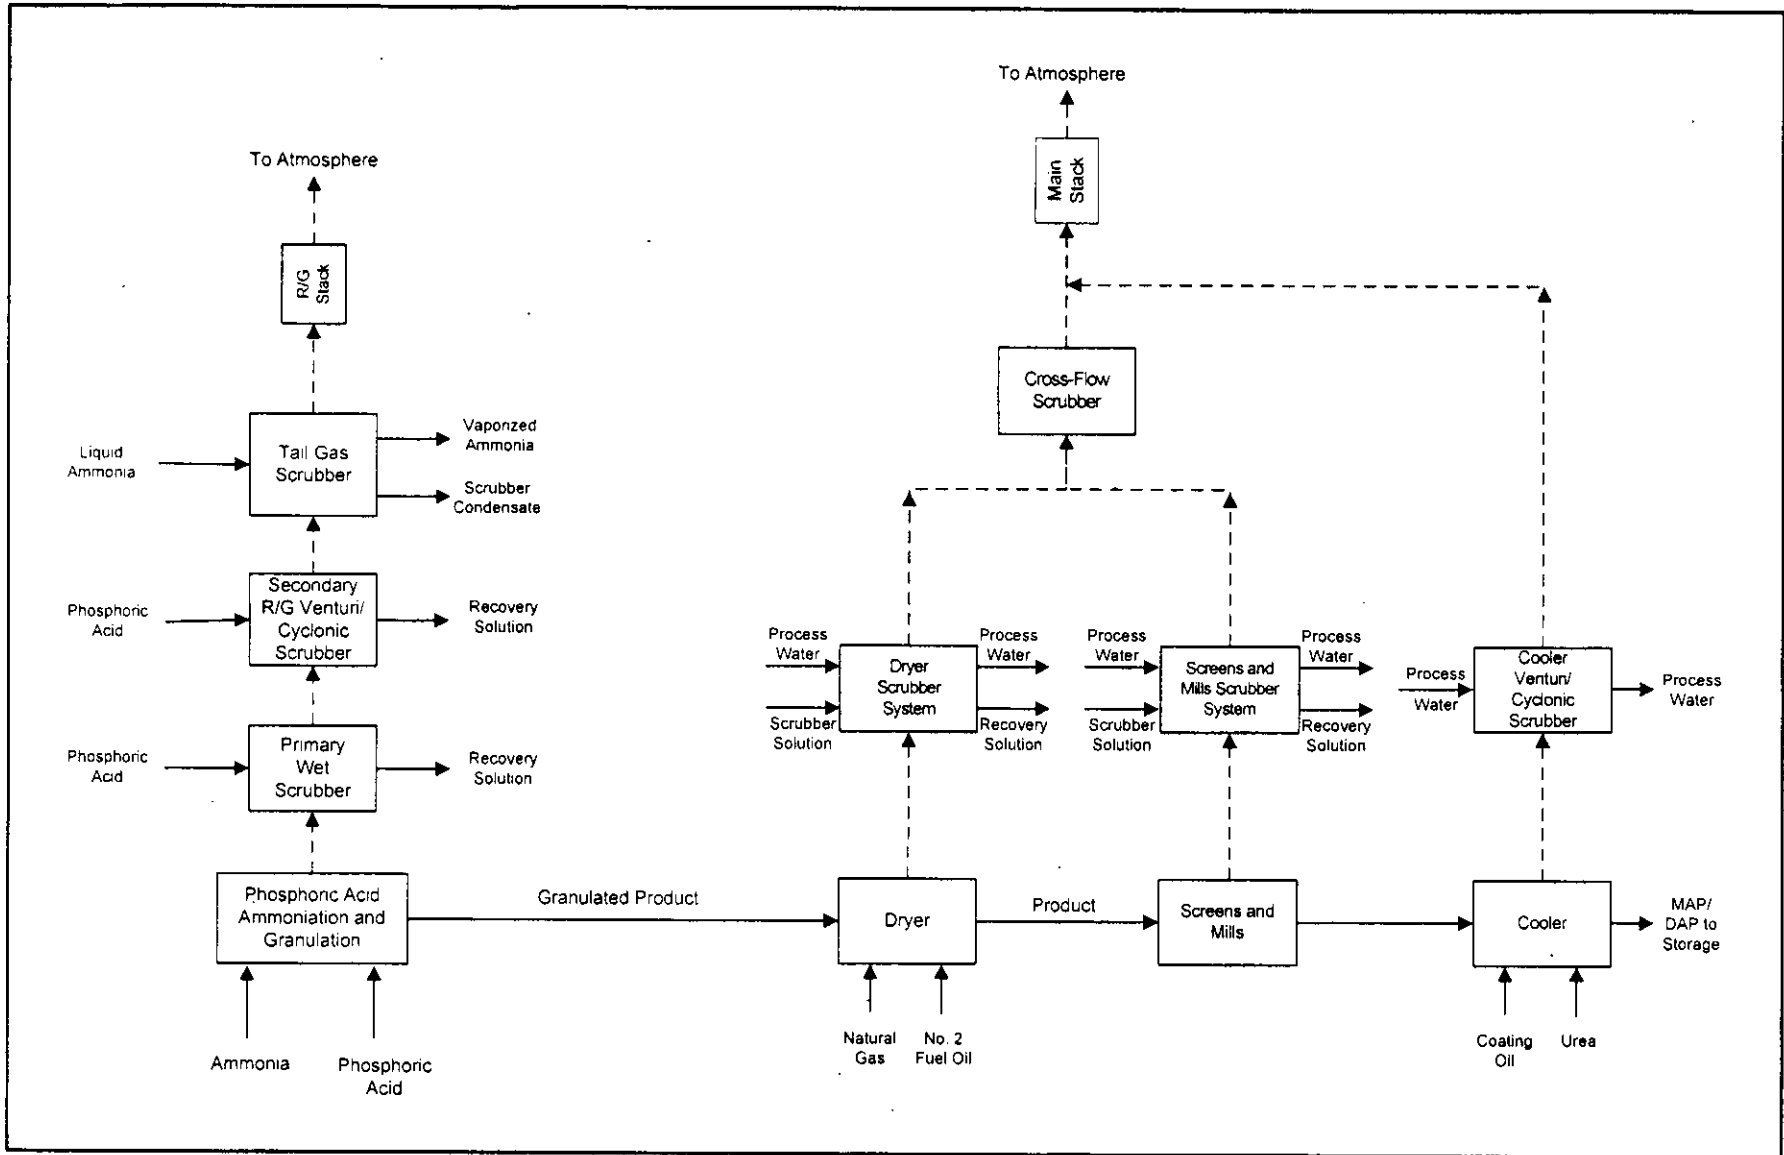 To Atmosphere
To Atmosphere
Main
Stack
R/G
Stack
Cross-Flow
Scrubber
Liquid
Ammonia
Tail Gas
Scrubber
Vaporized
Ammonia
Scrubber
Condensate
Phosphoric
Acid
Secondary
R/G Venturi/
Cyclonic
Scrubber
Recovery
Solution
Process
Water
Scrubber
Solution
Dryer
Scrubber
System
Process
Water
Recovery
Solution
Process
Water
Scrubber
Solution
Screens and
Mills Scrubber
System
Process
Water
Recovery
Solution
Process
Water
Cooler
Venturi/
Cyclonic
Scrubber
Process
Water
Phosphoric
Acid
Primary
Wet
Scrubber
Recovery
Solution
Phosphoric Acid
Ammoniation and
Granulation
Granulated Product
Dryer
Product
Screens and
Mills
Cooler
MAP/
DAP to
Storage
Ammonia
Phosphoric
Acid
Natural
Gas
No. 2
Fuel Oil
Coating
Oil
Urea